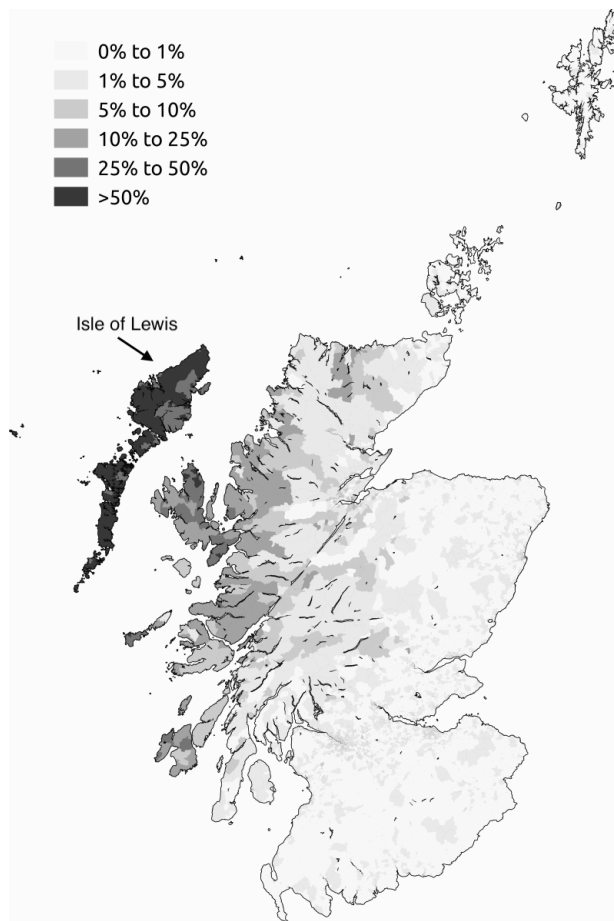 0% to 1%
1% to 5%
5% to 10%
10% to 25%
25% to 50%
>50%
Isle of Lewis